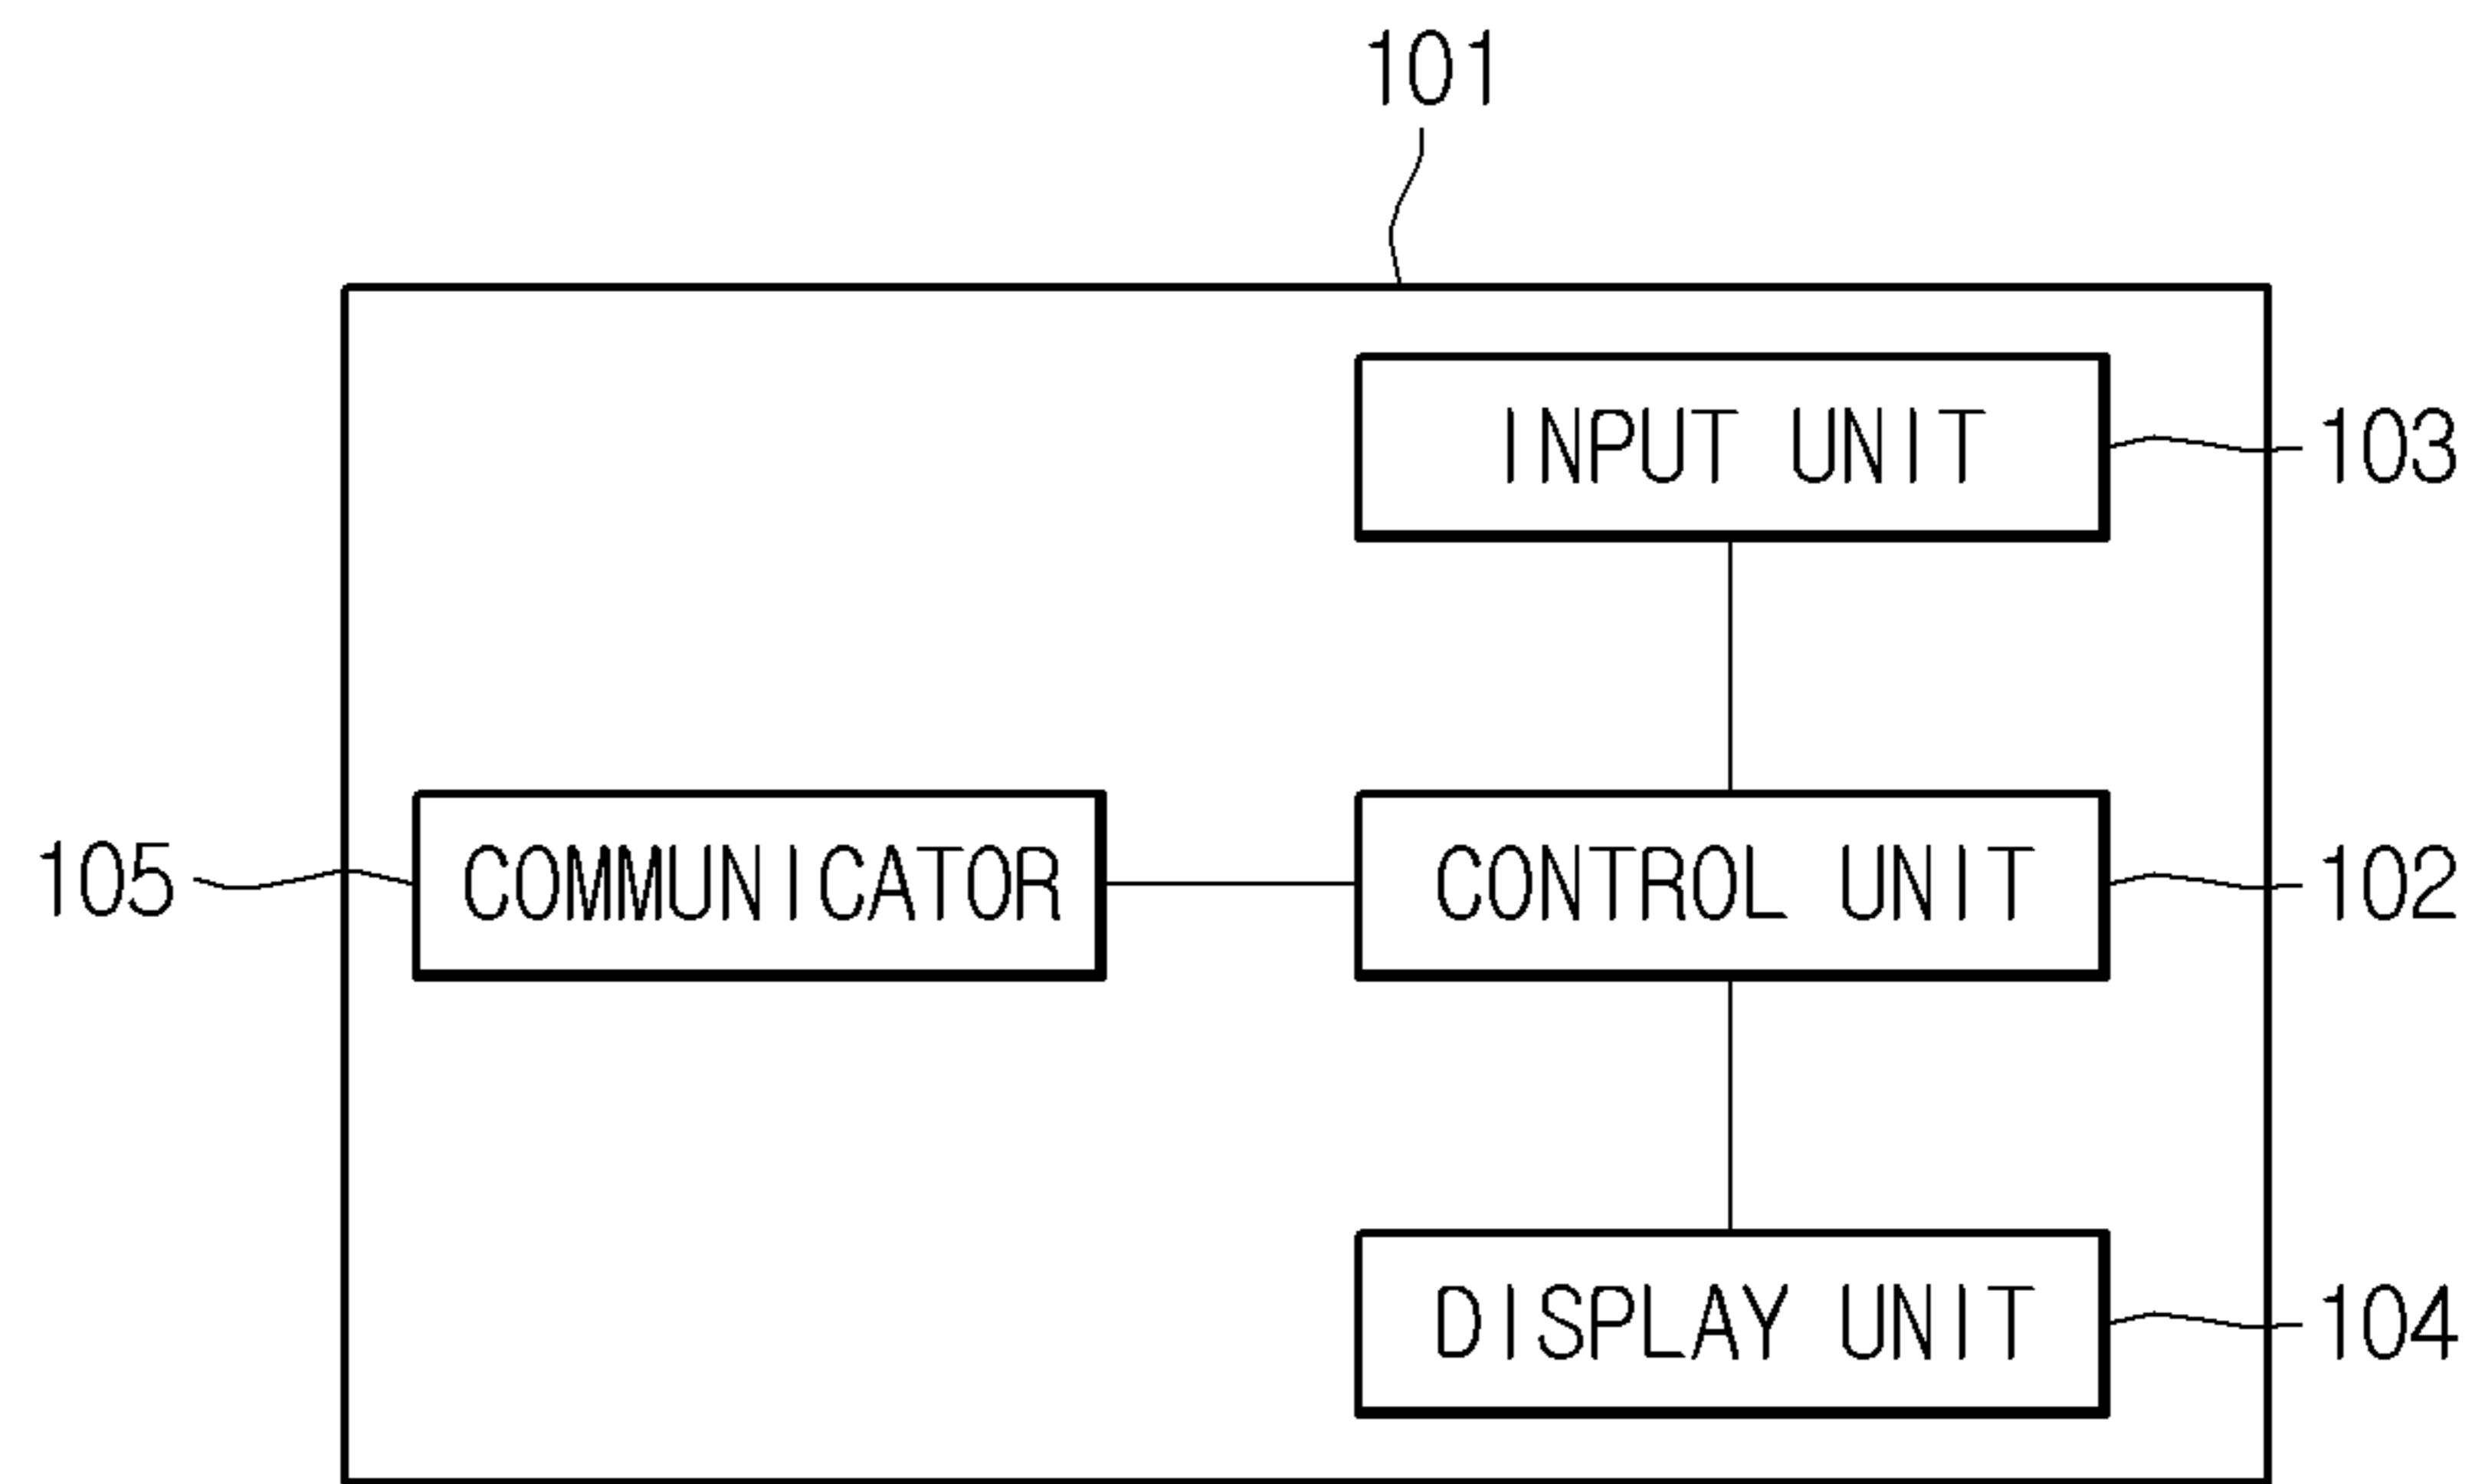 101
INPUT UNIT 103
105 COMMUNICATOR CONTROL UNIT 102
DISPLAY UNIT 104